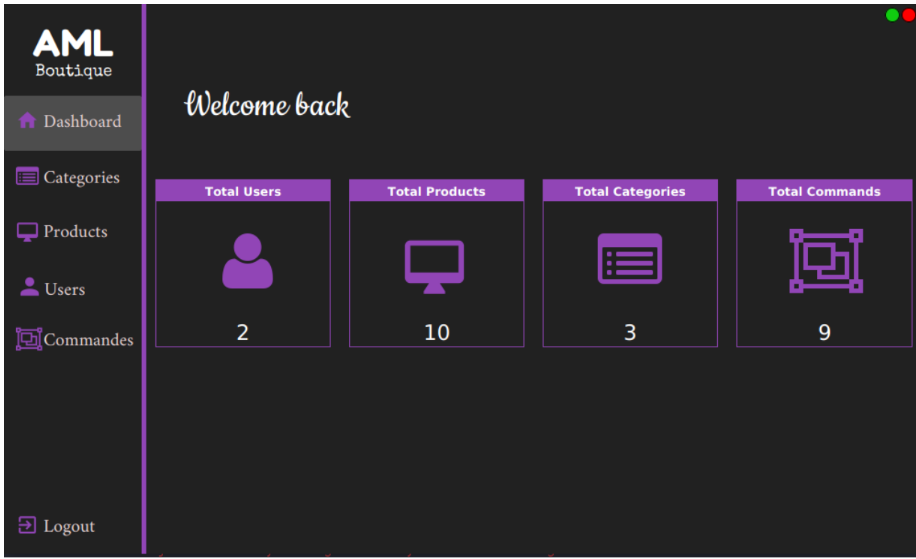 AML
Boutique
Dashboard
Categories
Products
Users
Commandes
Logout
Welcome back
Total Users
2
Total Products
10
Total Categories
3
Total Commands
9